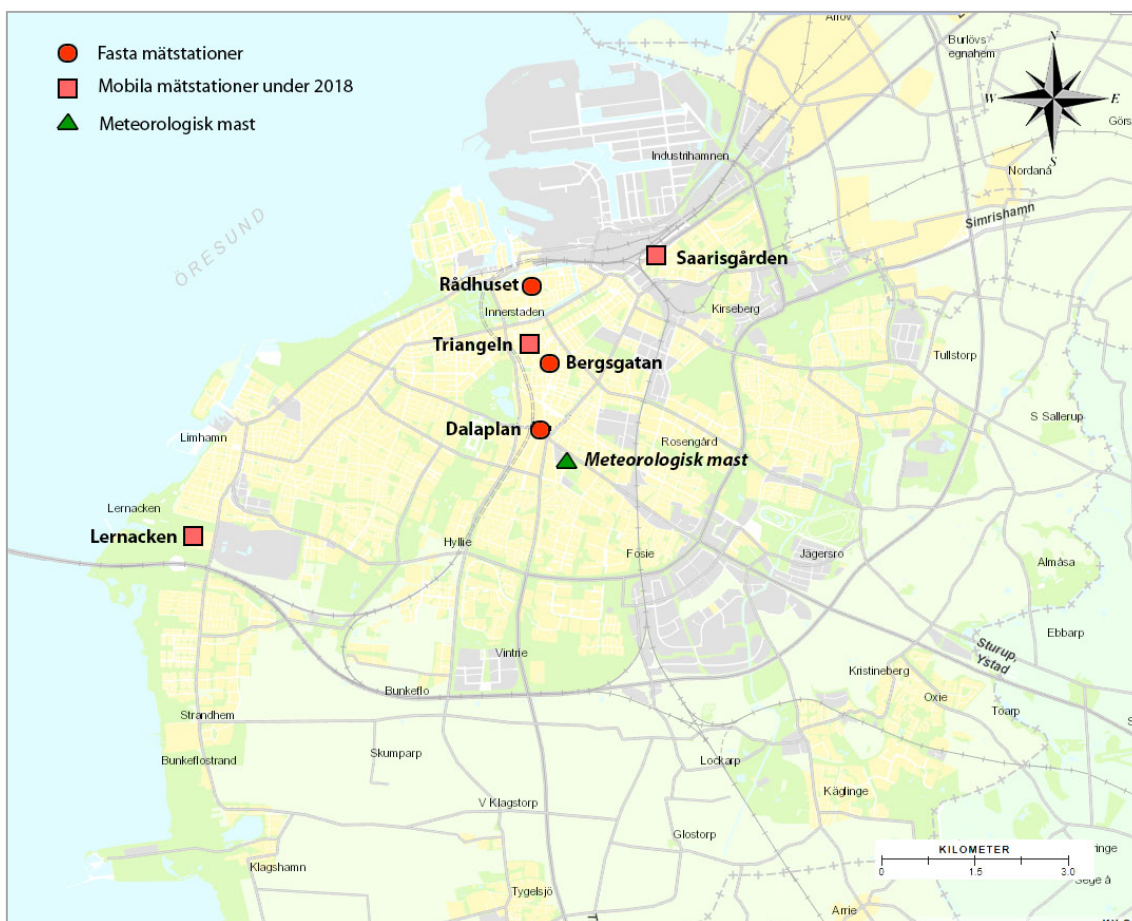 Fasta mätstationer
Mobila mätstationer under 2018
Meteorologisk mast
Arlöv
Burlövs
egnahem
N
W
E
S
Görs
Industrihamnen
Nordanå
Simrishamn
ÖRESUND
Saarisgården
Rådhuset
Innerstaden
Kirseberg
Triangeln
Bergsgatan
Tullstorp
S Sallerup
Limhamn
Dalaplan
Rosengård
Meteorologisk mast
Lernacken
Lernacken
Hyllie
Fosie
Jägersro
Almåsa
Ebbarp
Sturup,
Ystad
Vintrie
Kristineberg
Bunkeflo
Oxie
Toarp
Strandhem
Skumparp
Lockarp
Bunkeflostrand
Käglinge
V Klagstorp
Glostorp
KILOMETER
0
1.5
3.0
ringe
Klagshamn
Sege å
Tygelsjö
Arrie